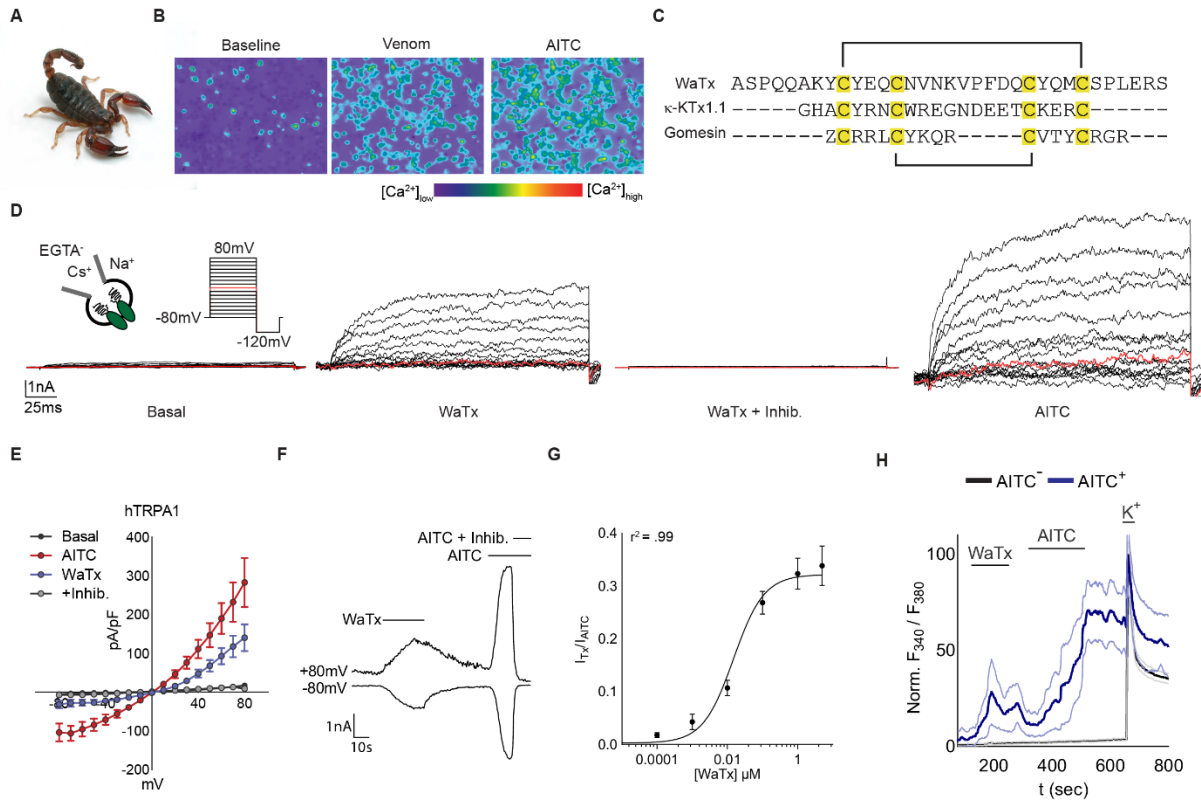 A
B
Baseline
Venom
AITC
[Ca²⁺]low
[Ca²⁺]high
C
WaTx ASPQQAKYCYEQCNVNKVPFDQCYQMCSPLERS
κ-KTx1.1 -----GHACYRNCWREGNDEETCKERC------
Gomesin ------ZCRRLCYKQR-----CVTYCRGR----
D
EGTA⁻
Cs⁺
Na⁺
80mV
-80mV
-120mV
1nA
25ms
Basal
WaTx
WaTx + Inhib.
AITC
E
hTRPA1
Basal
AITC
WaTx
+Inhib.
pA/pF
400
300
200
100
-100
-200
40
80
mV
F
AITC + Inhib.
AITC
WaTx
+80mV
-80mV
1nA
10s
G
r² = .99
I_Tx/I_AITC
0.4
0.3
0.2
0.1
0.0
0.0001
0.01
1
[WaTx] µM
H
AITC⁻
AITC⁺
K⁺
AITC
WaTx
Norm. F₃₄₀ / F₃₈₀
100
50
0
200
400
600
800
t (sec)